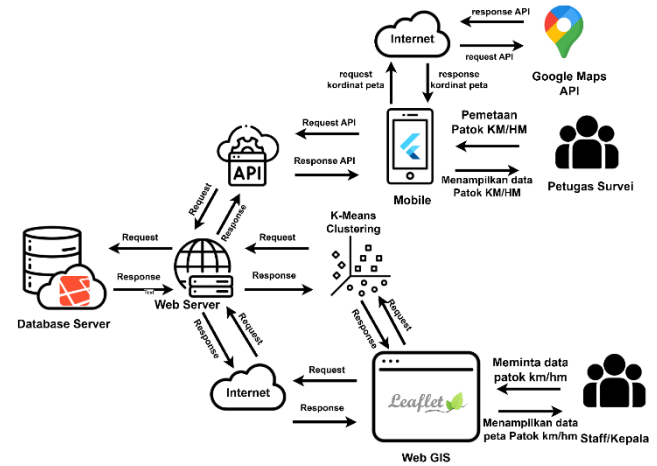 response API
Internet
request API
Google Maps
API
request
kordinat peta
response
kordinat peta
Request API
Response API
API
Mobile
Pemetaan
Patok KM/HM
Menampilkan data
Patok KM/HM
Petugas Survei
Request
Response
K-Means
Clustering
Request
Response
Text
Database Server
Request
Response
Web Server
Response
Request
Response
Request
Internet
Request
Response
Leaflet
Web GIS
Meminta data
patok km/hm
Menampilkan data
peta Patok km/hm
Staff/Kepala